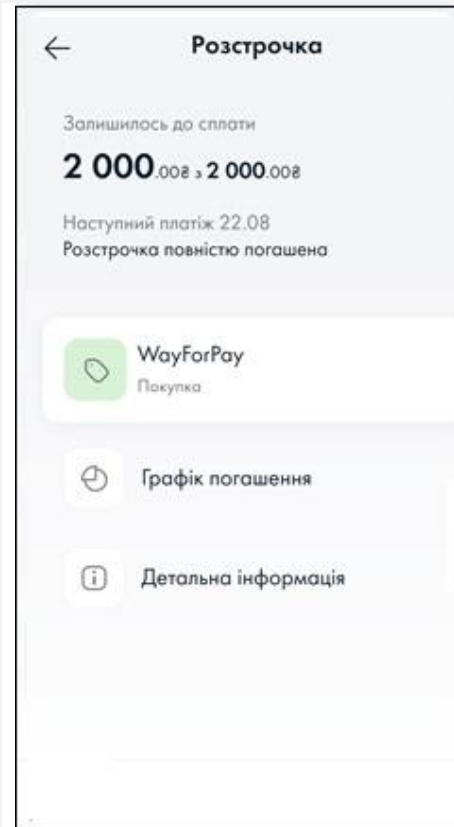 Розстрочка
Залишилось до сплати
2 000.00₴ з 2 000.00₴
Наступний платіж 22.08
Розстрочка повністю погашена
WayForPay
Покупка
Графік погашення
Детальна інформація